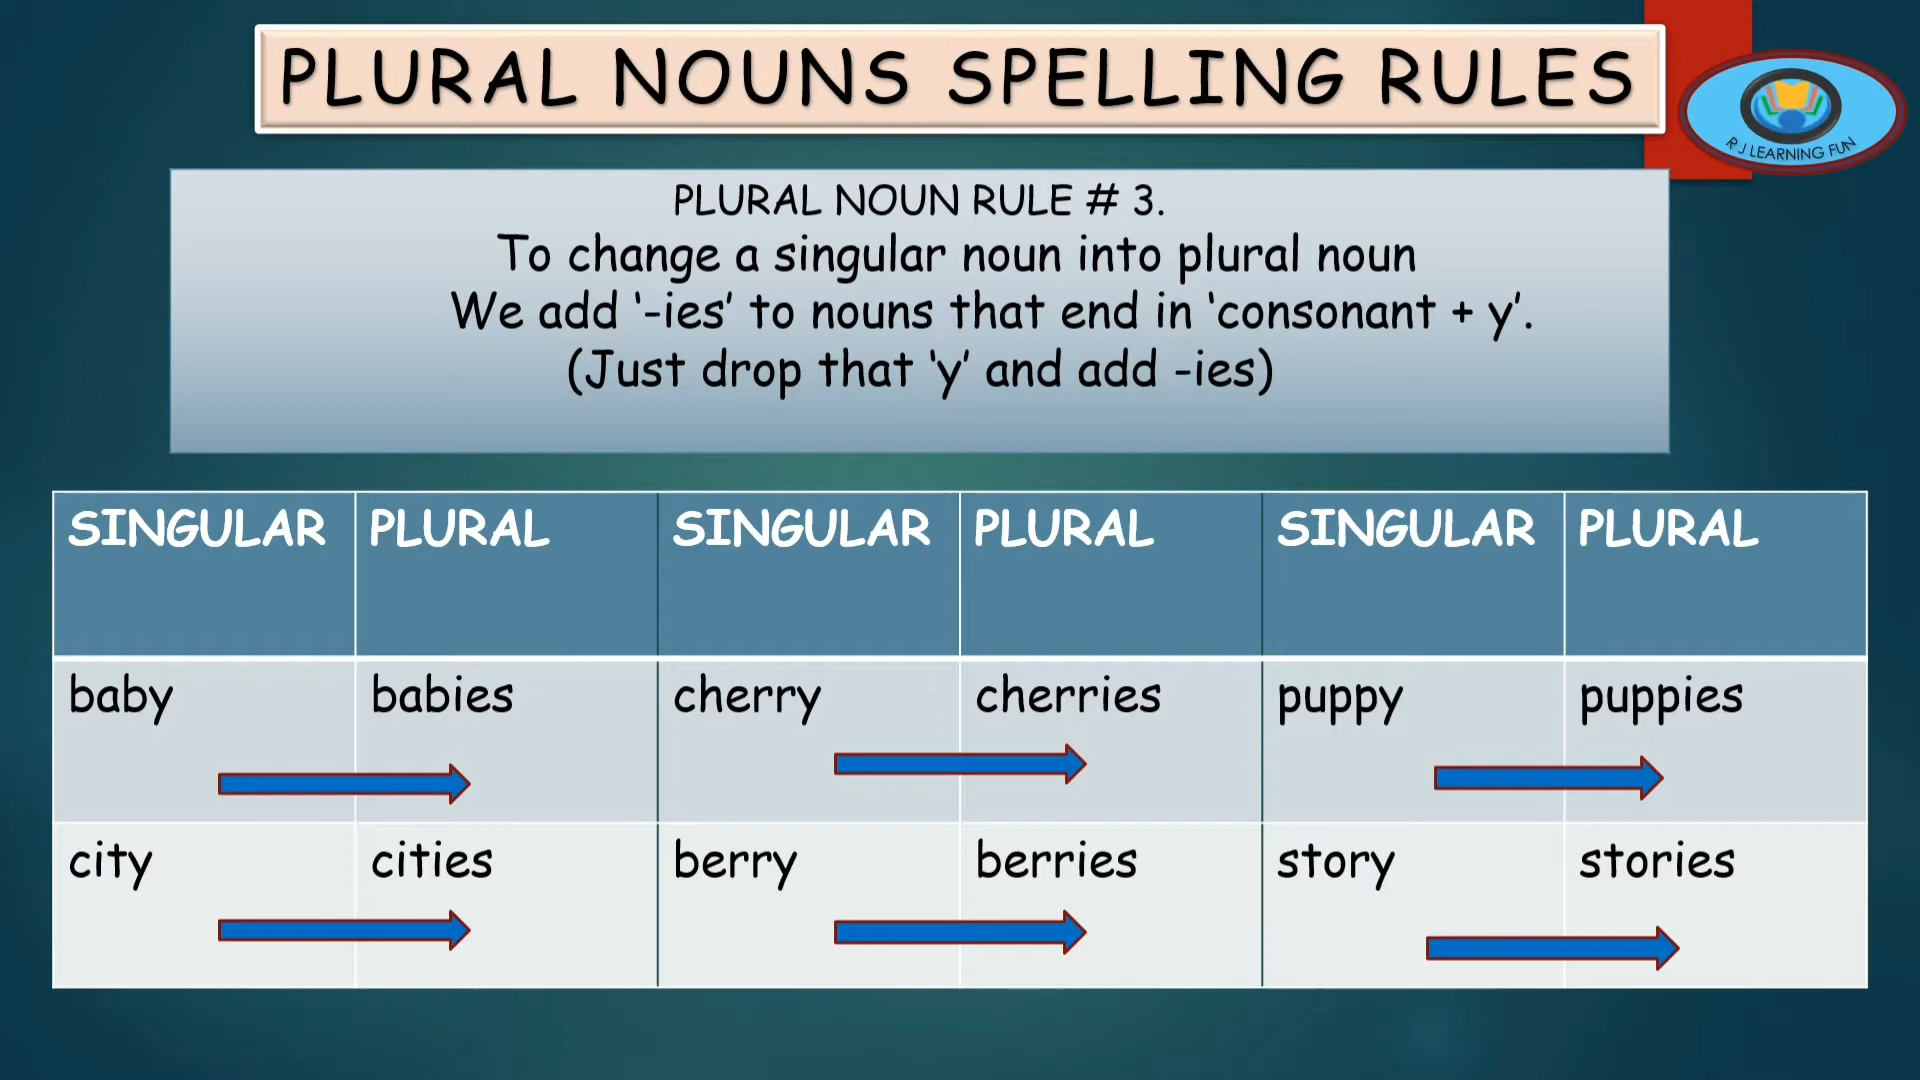 PLURAL NOUNS SPELLING RULES
R J LEARNING FUN
PLURAL NOUN RULE # 3.
To change a singular noun into plural noun
We add ‘-ies’ to nouns that end in ‘consonant + y’.
(Just drop that ‘y’ and add -ies)
SINGULAR PLURAL SINGULAR PLURAL SINGULAR PLURAL
baby babies cherry cherries puppy puppies
city cities berry berries story stories